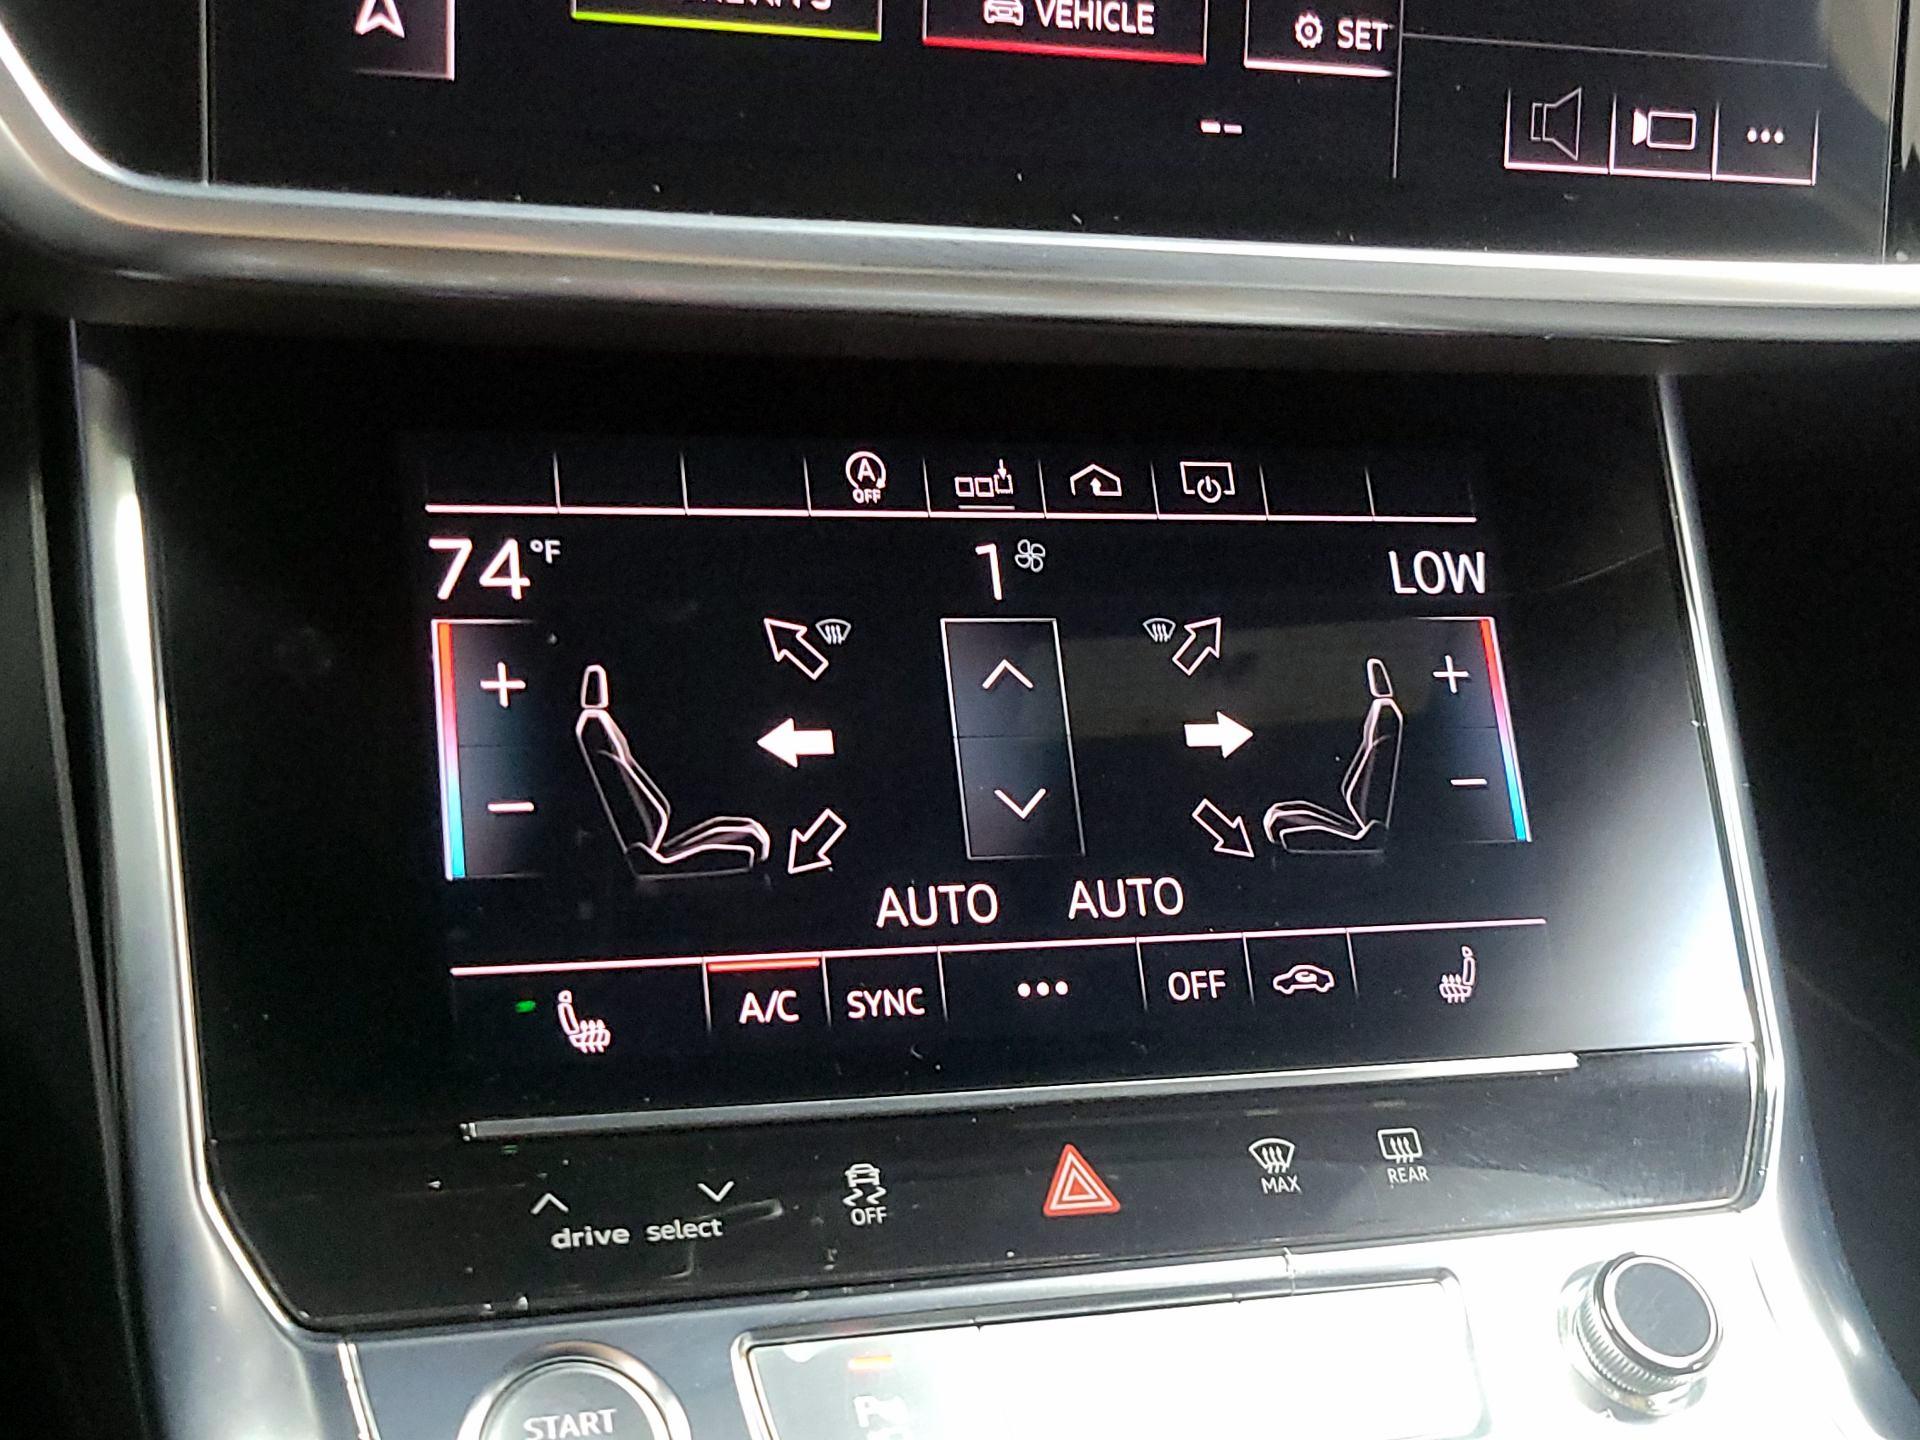 VEHICLE
SET
A OFF
74 °F
1
LOW
AUTO AUTO
A/C SYNC ••• OFF
drive select
OFF
MAX
REAR
START